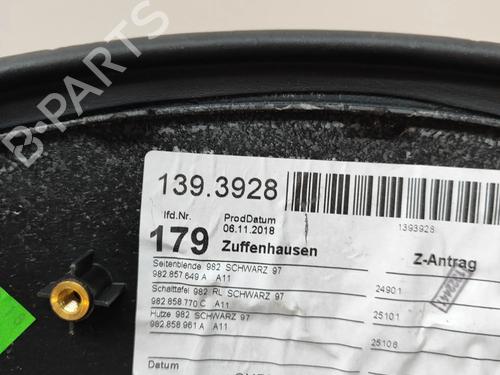 139.3928
1393928
lfd.Nr.
ProdDatum
06.11.2018
179
Zuffenhausen
Z-Antrag
Seitenblende 982 SCHWARZ 97
982.857 649 A A11
24901
Schalttafel 982 RL SCHWARZ 97
982.858 770 C A11
25101
Hutze 982 SCHWARZ 97
982.858 961 A A11
25106
Datum
B-PARTS